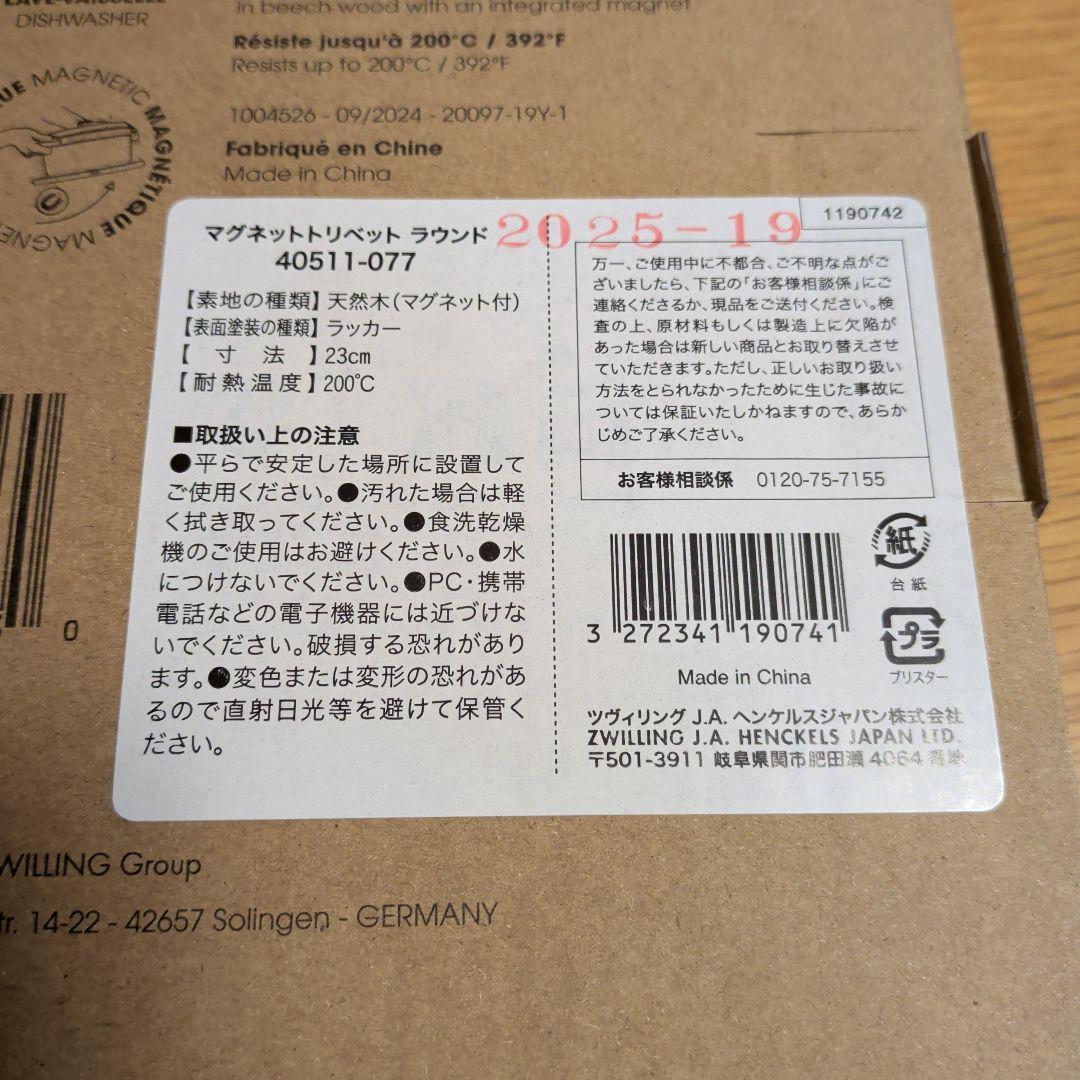 DISHWASHER
in beech wood with an integrated magnet
Résiste jusqu'à 200°C / 392°F
Resists up to 200°C / 392°F
MAGNETIC MAGNÉTIQUE
1004526 - 09/2024 - 20097-19Y-1
Fabriqué en Chine
Made in China
マグネットトリベット ラウンド
40511-077
【素地の種類】天然木(マグネット付)
【表面塗装の種類】ラッカー
【寸法】23cm
【耐熱温度】200℃
■取扱い上の注意
●平らで安定した場所に設置して
ご使用ください。●汚れた場合は軽
く拭き取ってください。●食洗乾燥
機のご使用はお避けください。●水
につけないでください。●PC・携帯
電話などの電子機器には近づけな
いでください。破損する恐れがあり
ます。●変色または変形の恐れがあ
るので直射日光等を避けて保管く
ださい。
2025-19
1190742
万一、ご使用中に不都合、ご不明な点がご
ざいましたら、下記の「お客様相談係」にご
連絡くださるか、現品をご送付ください。検
査の上、原材料もしくは製造上に欠陥が
あった場合は新しい商品とお取り替えさせ
ていただきます。ただし、正しいお取り扱い
方法をとられなかったために生じた事故に
ついては保証いたしかねますので、あらか
じめご了承ください。
お客様相談係 0120-75-7155
紙
台紙
プラ
ブリスター
3 272341 190741
Made in China
ツヴィリング J.A. ヘンケルスジャパン株式会社
ZWILLING J.A. HENCKELS JAPAN LTD.
〒501-3911 岐阜県関市肥田瀬 4064 番地
0
WILLING Group
tr. 14-22 - 42657 Solingen - GERMANY